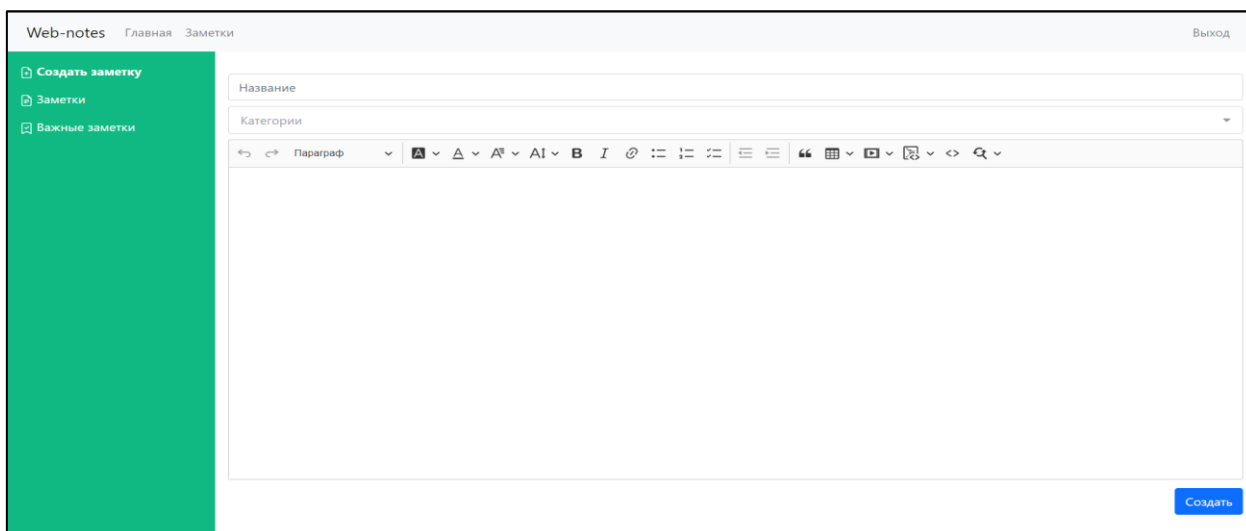 Web-notes Главная Заметки Выход
Создать заметку
Заметки
Важные заметки
Название
Категории
Параграф
Создать